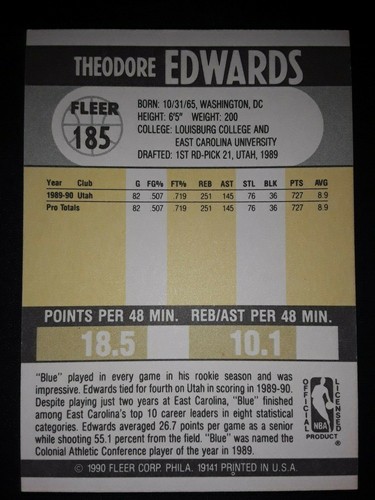 THEODORE EDWARDS
FLEER
185
BORN: 10/31/65, WASHINGTON, DC
HEIGHT: 6'5" WEIGHT: 200
COLLEGE: LOUISBURG COLLEGE AND
EAST CAROLINA UNIVERSITY
DRAFTED: 1ST RD-PICK 21, UTAH, 1989
Year Club G FG% FT% REB AST STL BLK PTS AVG
1989-90 Utah 82 .507 .719 251 145 76 36 727 8.9
Pro Totals 82 .507 .719 251 145 76 36 727 8.9
POINTS PER 48 MIN. REB/AST PER 48 MIN.
18.5 10.1
"Blue" played in every game in his rookie season and was
impressive. Edwards tied for fourth on Utah in scoring in 1989-90.
Despite playing just two years at East Carolina, "Blue" finished
among East Carolina's top 10 career leaders in eight statistical
categories. Edwards averaged 26.7 points per game as a senior
while shooting 55.1 percent from the field. "Blue" was named the
Colonial Athletic Conference player of the year in 1989.
OFFICIAL LICENSED
NBA
PRODUCT ®
© 1990 FLEER CORP. PHILA. 19141 PRINTED IN U.S.A.